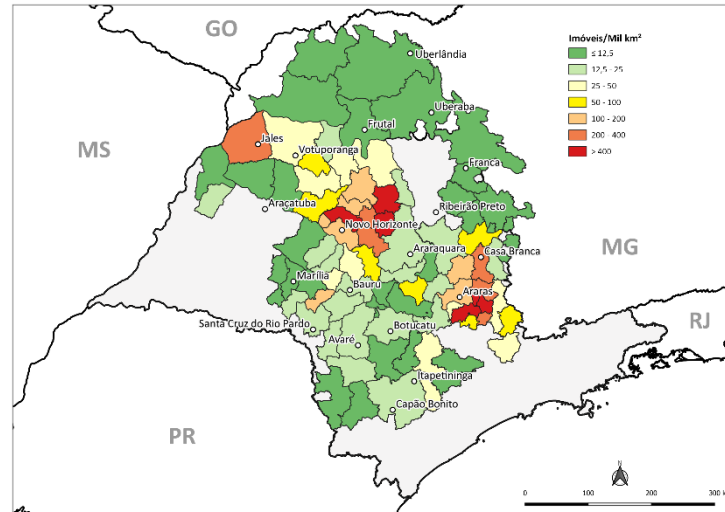 GO
MS
MG
RJ
PR
Imóveis/Mil km²
≤ 12,5
12,5 - 25
25 - 50
50 - 100
100 - 200
200 - 400
> 400
Uberlândia
Uberaba
Frutal
Jales
Votuporanga
Franca
Araçatuba
Ribeirão Preto
Novo Horizonte
Araraquara
Casa Branca
Marília
Bauru
Araras
Santa Cruz do Rio Pardo
Botucatu
Avaré
Itapetininga
Capão Bonito
N
0 100 200 300